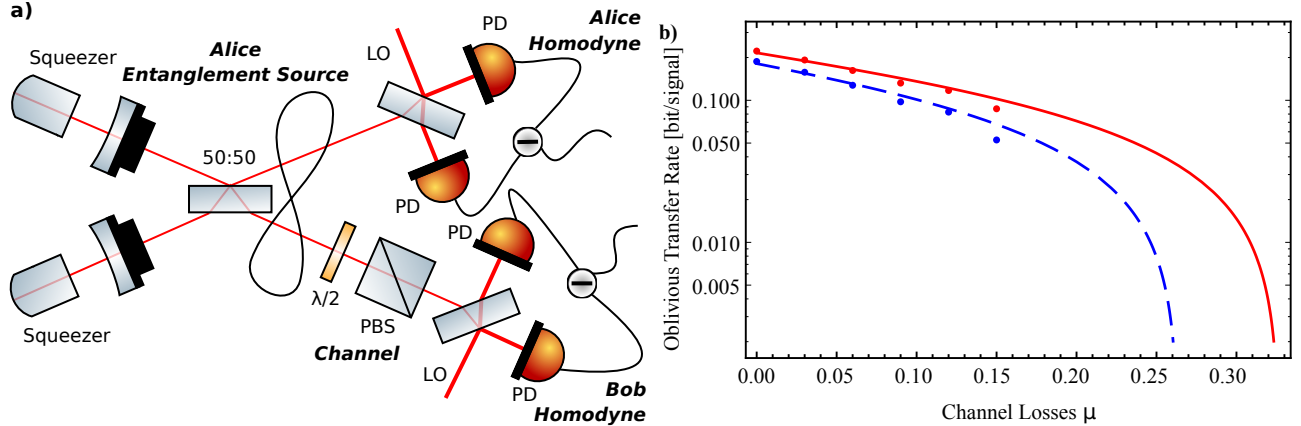 a)
Squeezer
Alice
Entanglement Source
50:50
LO
PD
Alice
Homodyne
PD
Squeezer
λ/2
PBS
Channel
PD
LO
PD
Bob
Homodyne
b)
Oblivious Transfer Rate [bit/signal]
0.100
0.050
0.010
0.005
0.00 0.05 0.10 0.15 0.20 0.25 0.30
Channel Losses μ